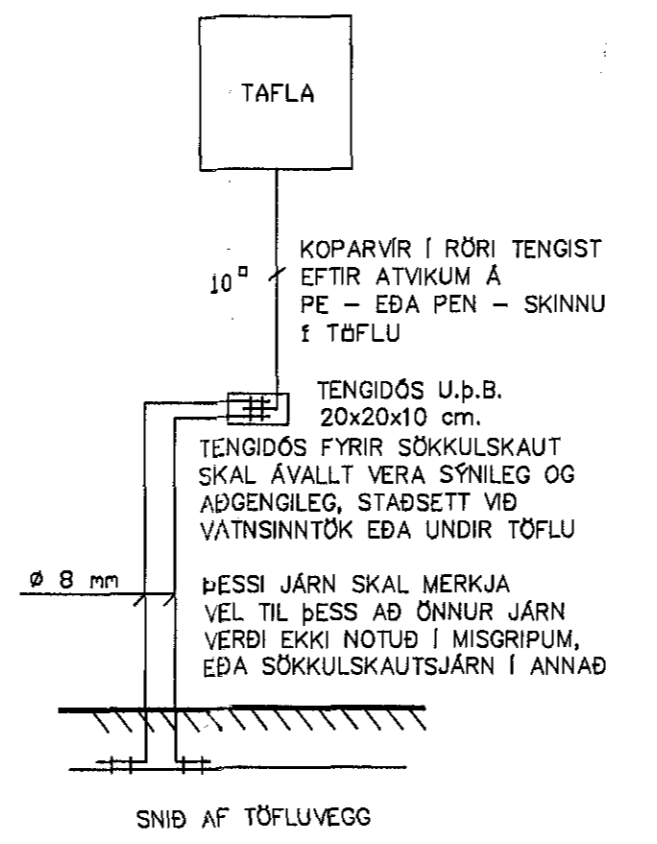 TAFLA
KOPARVÍR Í RÖRI TENGIST
10□ EFTIR ATVIKUM Á
PE – EÐA PEN – SKINNU
Í TÖFLU
TENGIDÓS U.Þ.B.
20x20x10 cm.
TENGIDÓS FYRIR SÖKKULSKAUT
SKAL ÁVALLT VERA SÝNILEG OG
AÐGENGILEG, STAÐSETT VIÐ
VATNSINNTÖK EÐA UNDIR TÖFLU
ø 8 mm
ÞESSI JÁRN SKAL MERKJA
VEL TIL ÞESS AÐ ÖNNUR JÁRN
VERÐI EKKI NOTUÐ Í MISGRIPUM,
EÐA SÖKKULSKAUTSJÁRN Í ANNAÐ
SNIÐ AF TÖFLUVEGG